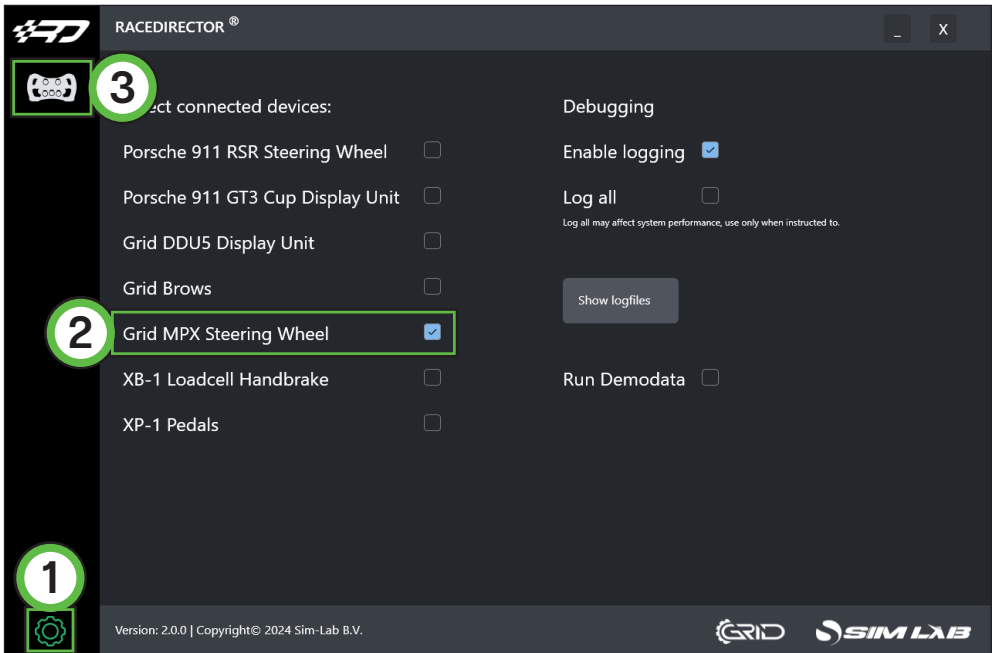 RACEDIRECTOR ®
_ X
3
ect connected devices:
Porsche 911 RSR Steering Wheel
Porsche 911 GT3 Cup Display Unit
Grid DDU5 Display Unit
Grid Brows
2
Grid MPX Steering Wheel
XB-1 Loadcell Handbrake
XP-1 Pedals
Debugging
Enable logging
Log all
Log all may affect system performance, use only when instructed to.
Show logfiles
Run Demodata
1
Version: 2.0.0 | Copyright© 2024 Sim-Lab B.V.
GRID
SIM LAB